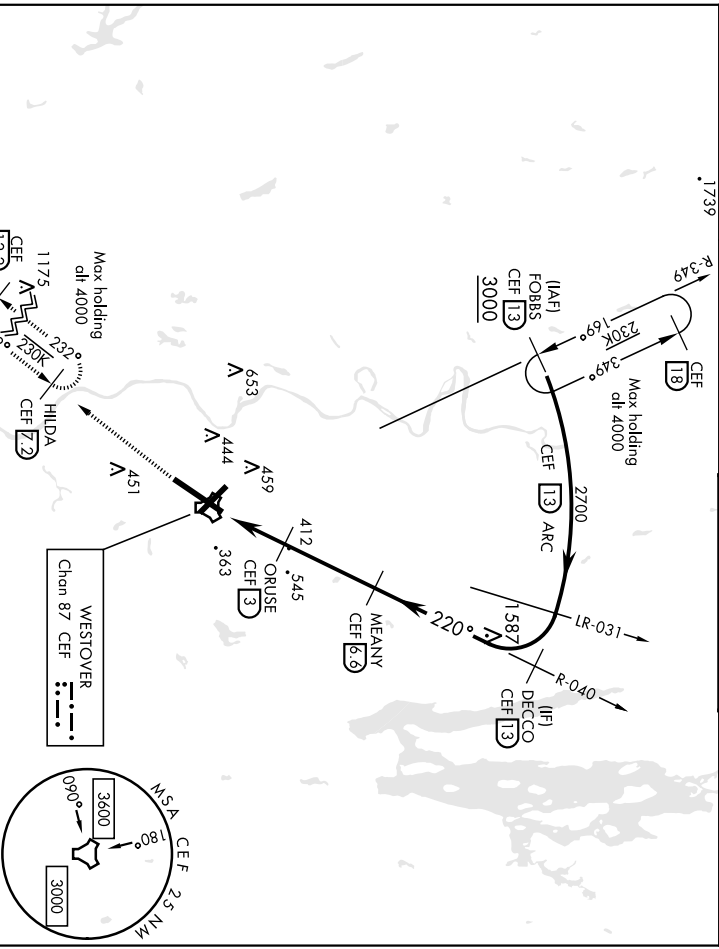 1739
R-349
CEF
18
169°
230K
349°
(IAF)
FOBBS
CEF 13
3000
Max holding
alt 4000
2700
CEF 13 ARC
LR-031
1587
R-040
(IF)
DECCO
CEF 13
220°
MEANY
CEF 6.6
412
545
ORUSE
CEF 3
363
459
444
653
451
Max holding
alt 4000
1175
CEF
232°
230K
HILDA
CEF 7.2
WESTOVER
Chan 87 CEF
MSA CEF 25 NM
3600
090°
180°
3000